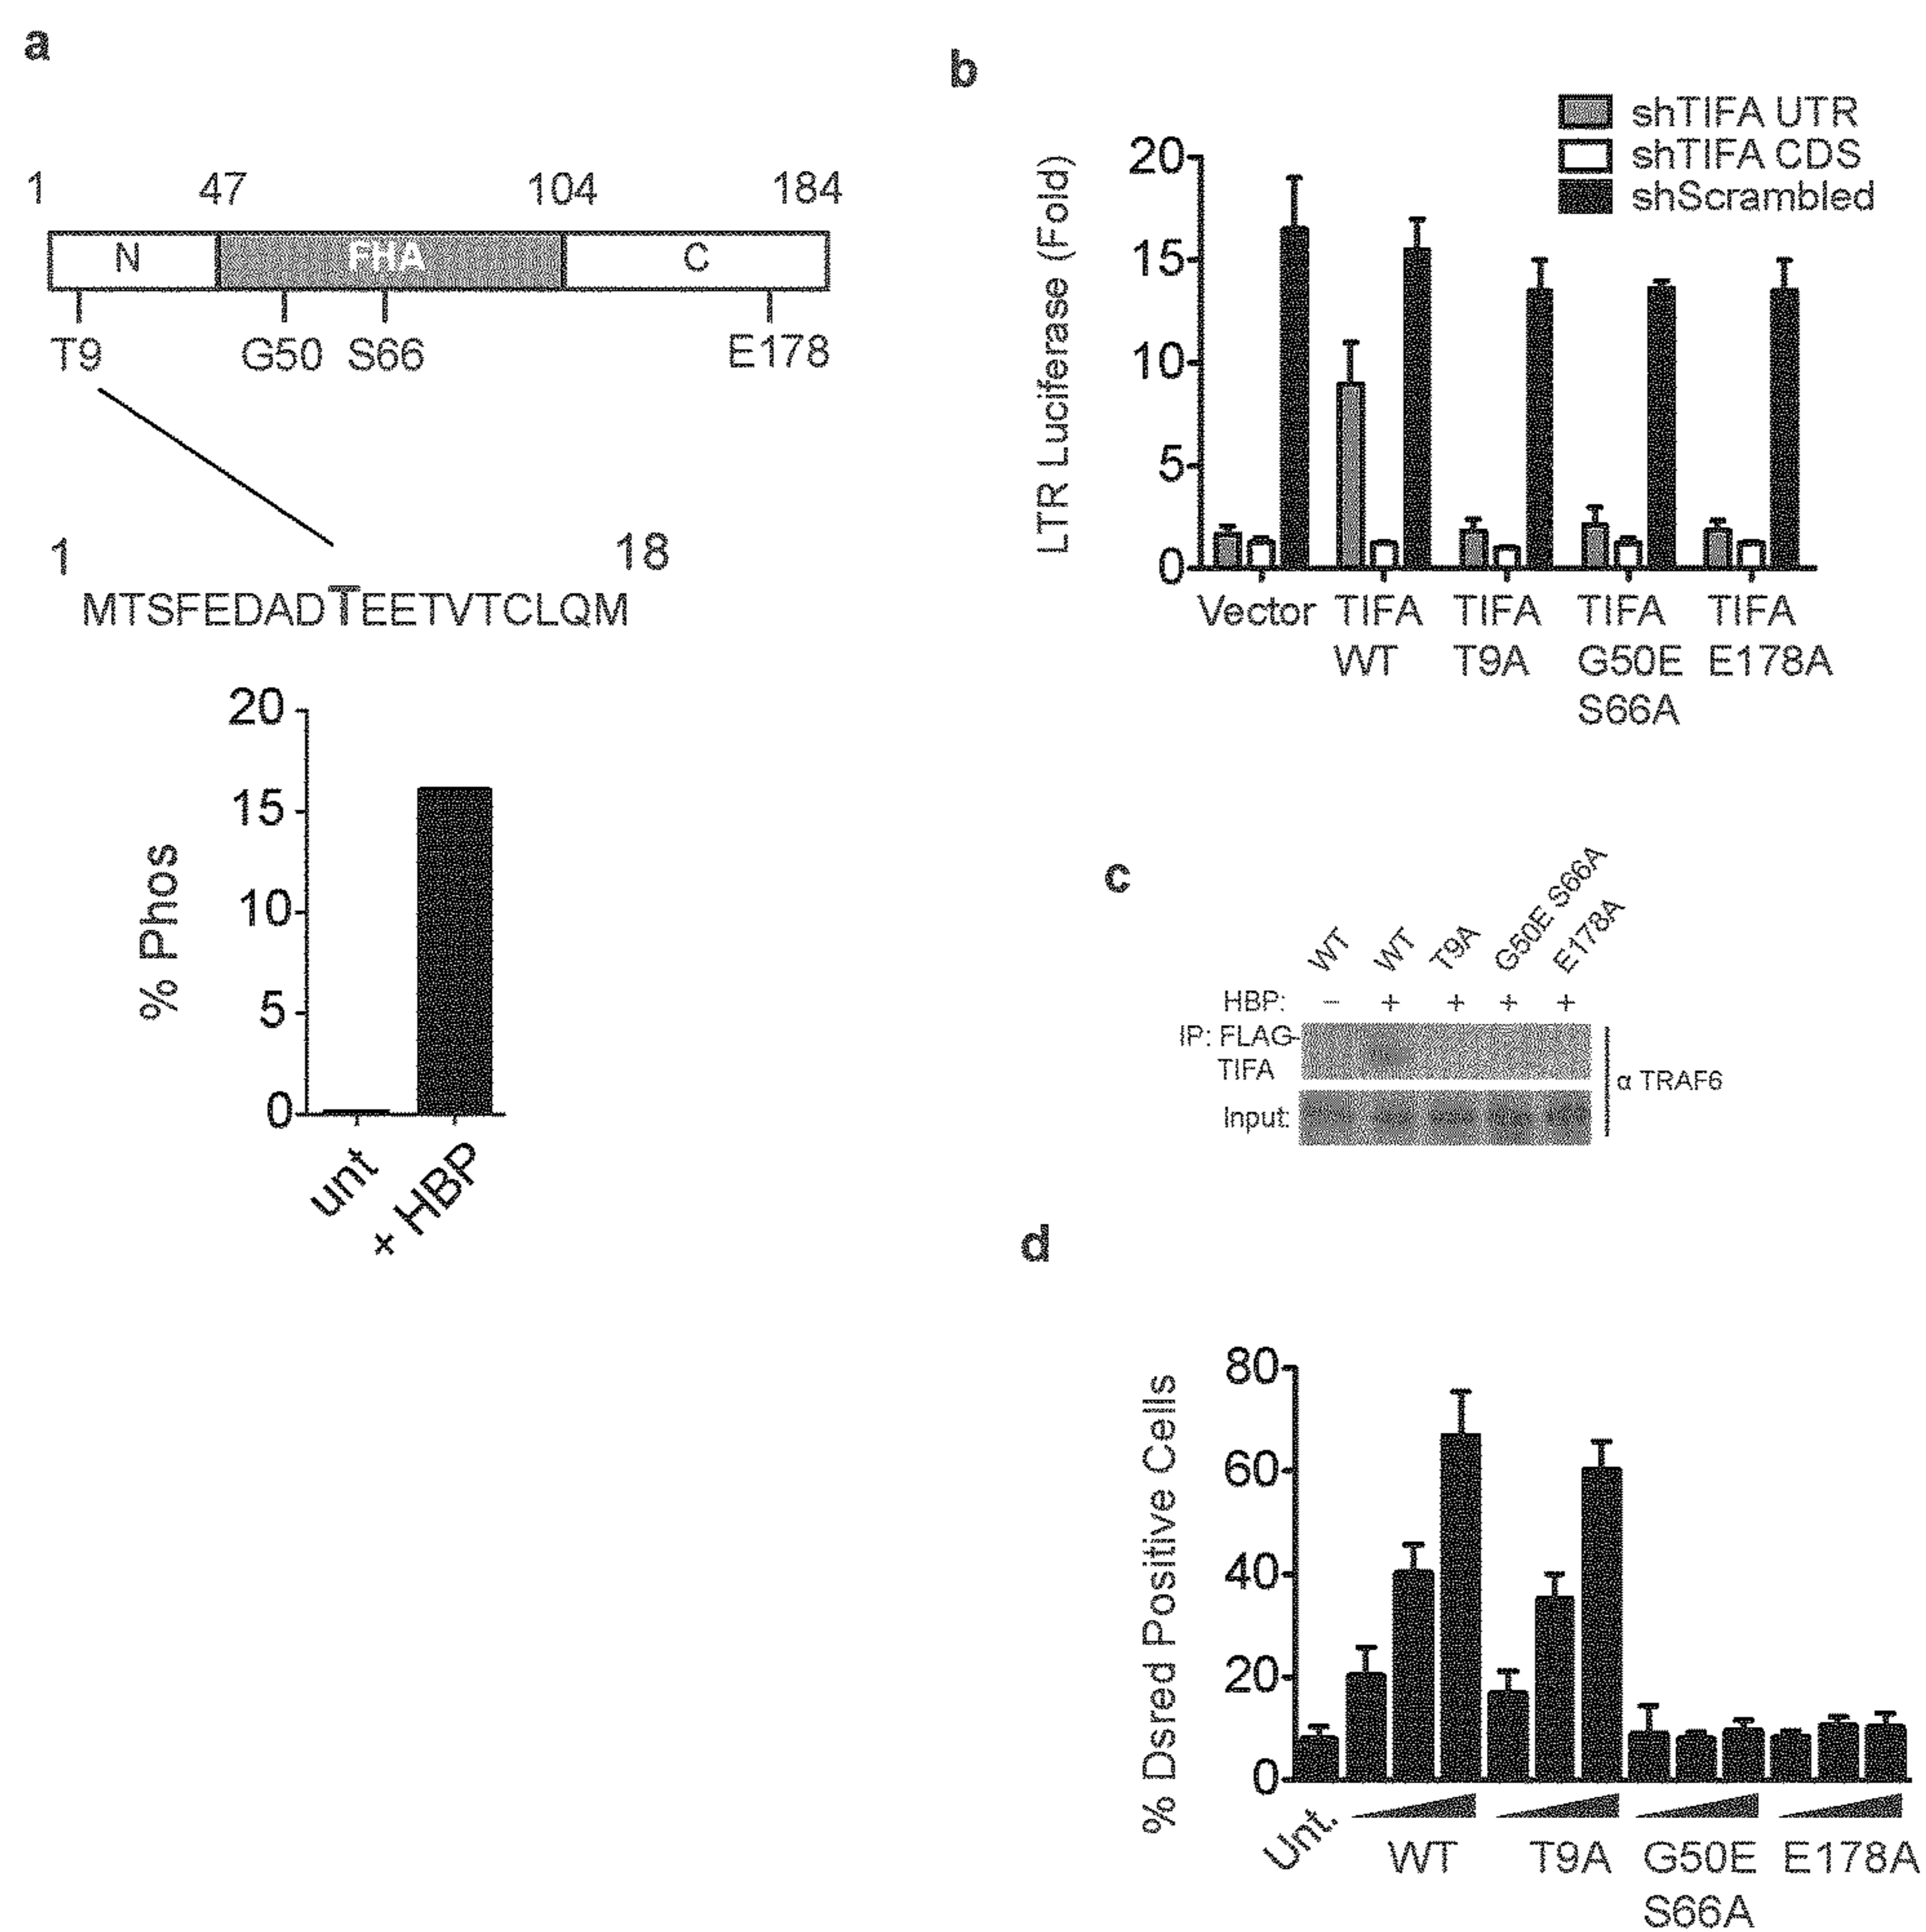 a
1 47 104 184
N FHA C
T9 G50 S66 E178
1 18
MTSFEDADTEETVTCLQM
20
15
10
5
0
% Phos
unt
+ HBP
b
shTIFA UTR
shTIFA CDS
shScrambled
20
15
10
5
0
LTR Luciferase (Fold)
Vector TIFA TIFA TIFA TIFA
WT T9A G50E E178A
S66A
c
WT WT T9A G50E S66A E178A
HBP: – + + + +
IP: FLAG-
TIFA
α TRAF6
Input:
d
80
60
40
20
0
% Dsred Positive Cells
Unt.
WT T9A G50E E178A
S66A